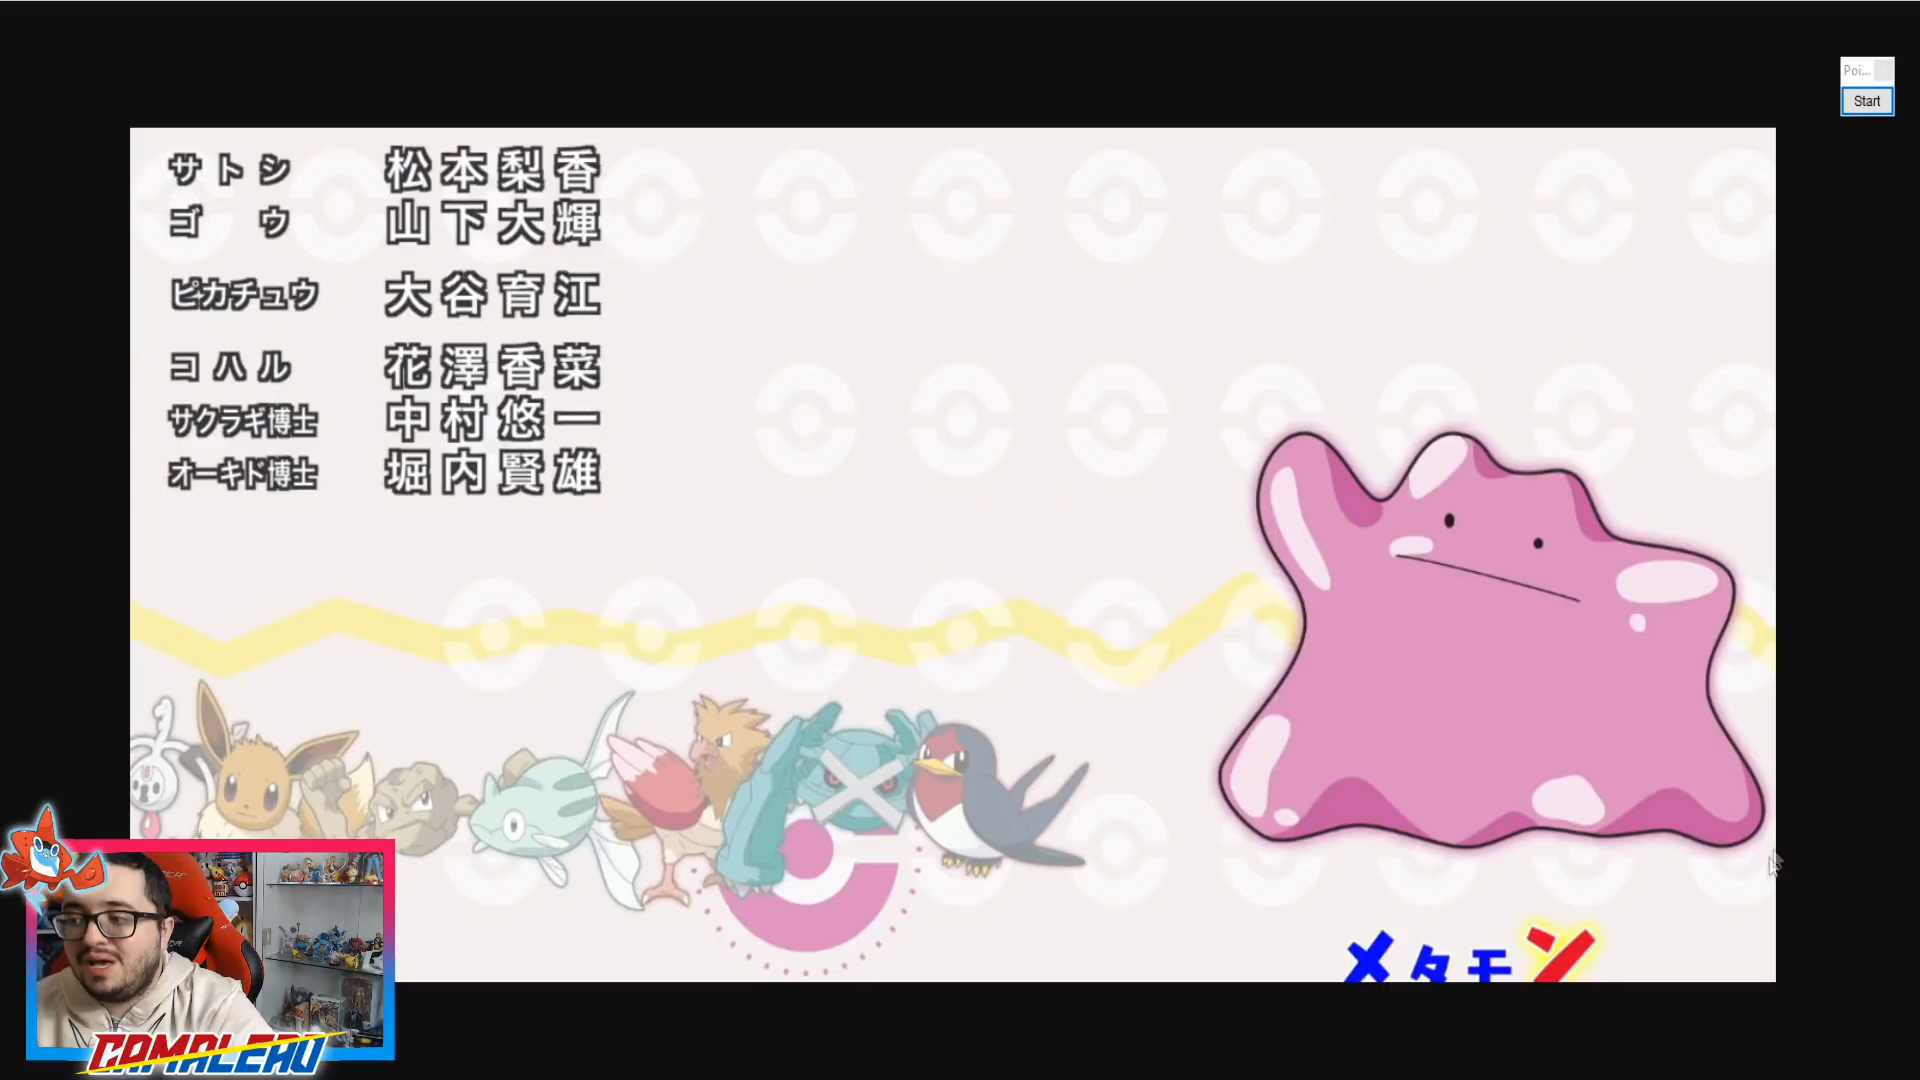 Poi...
Start
サトシ 松本梨香
ゴウ 山下大輝
ピカチュウ 大谷育江
コハル 花澤香菜
サクラギ博士 中村悠一
オーキド博士 堀内賢雄
メタモン
CAMALEAO